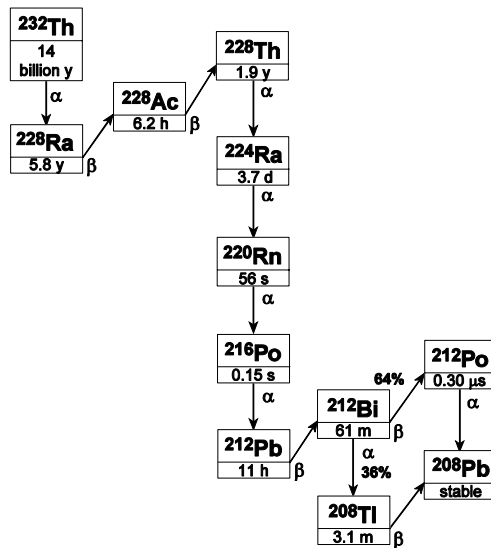 ²³²Th
14
billion y
α
²²⁸Ra
5.8 y
β
²²⁸Ac
6.2 h
β
²²⁸Th
1.9 y
α
²²⁴Ra
3.7 d
α
²²⁰Rn
56 s
α
²¹⁶Po
0.15 s
α
²¹²Pb
11 h
β
²¹²Bi
61 m
β
64%
α
36%
²¹²Po
0.30 μs
α
²⁰⁸Tl
3.1 m
β
²⁰⁸Pb
stable